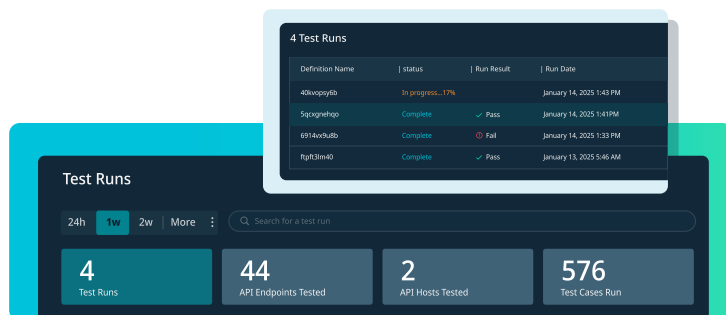 4 Test Runs
Definition Name | status | Run Result | Run Date
40kvopsy6b In progress...17% January 14, 2025 1:43 PM
5qcxgnehqo Complete Pass January 14, 2025 1:41PM
6914vx9u8b Complete Fail January 14, 2025 1:33 PM
ftpft3lm40 Complete Pass January 13, 2025 5:46 AM
Test Runs
24h 1w 2w | More
Search for a test run
4 44 2 576
Test Runs API Endpoints Tested API Hosts Tested Test Cases Run